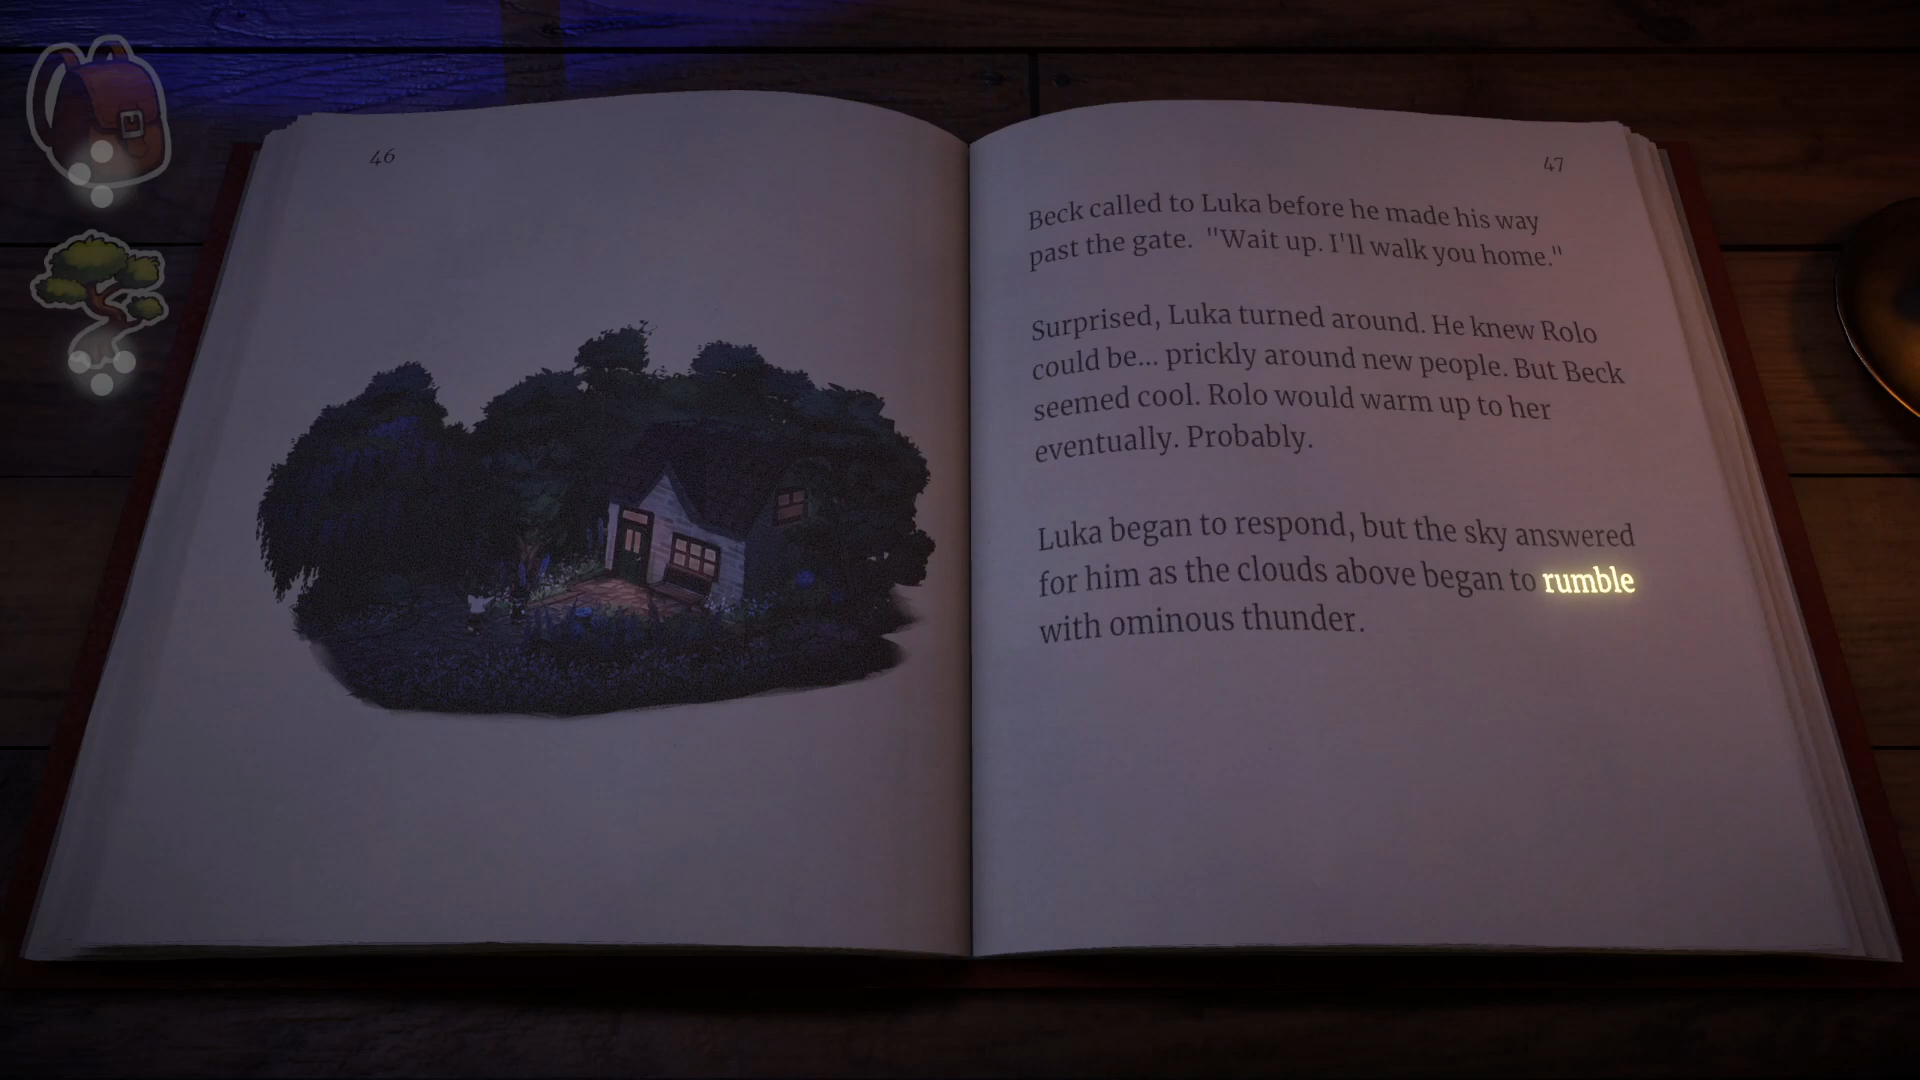 46
47
Beck called to Luka before he made his way
past the gate. "Wait up. I'll walk you home."
Surprised, Luka turned around. He knew Rolo
could be... prickly around new people. But Beck
seemed cool. Rolo would warm up to her
eventually. Probably.
Luka began to respond, but the sky answered
for him as the clouds above began to rumble
with ominous thunder.